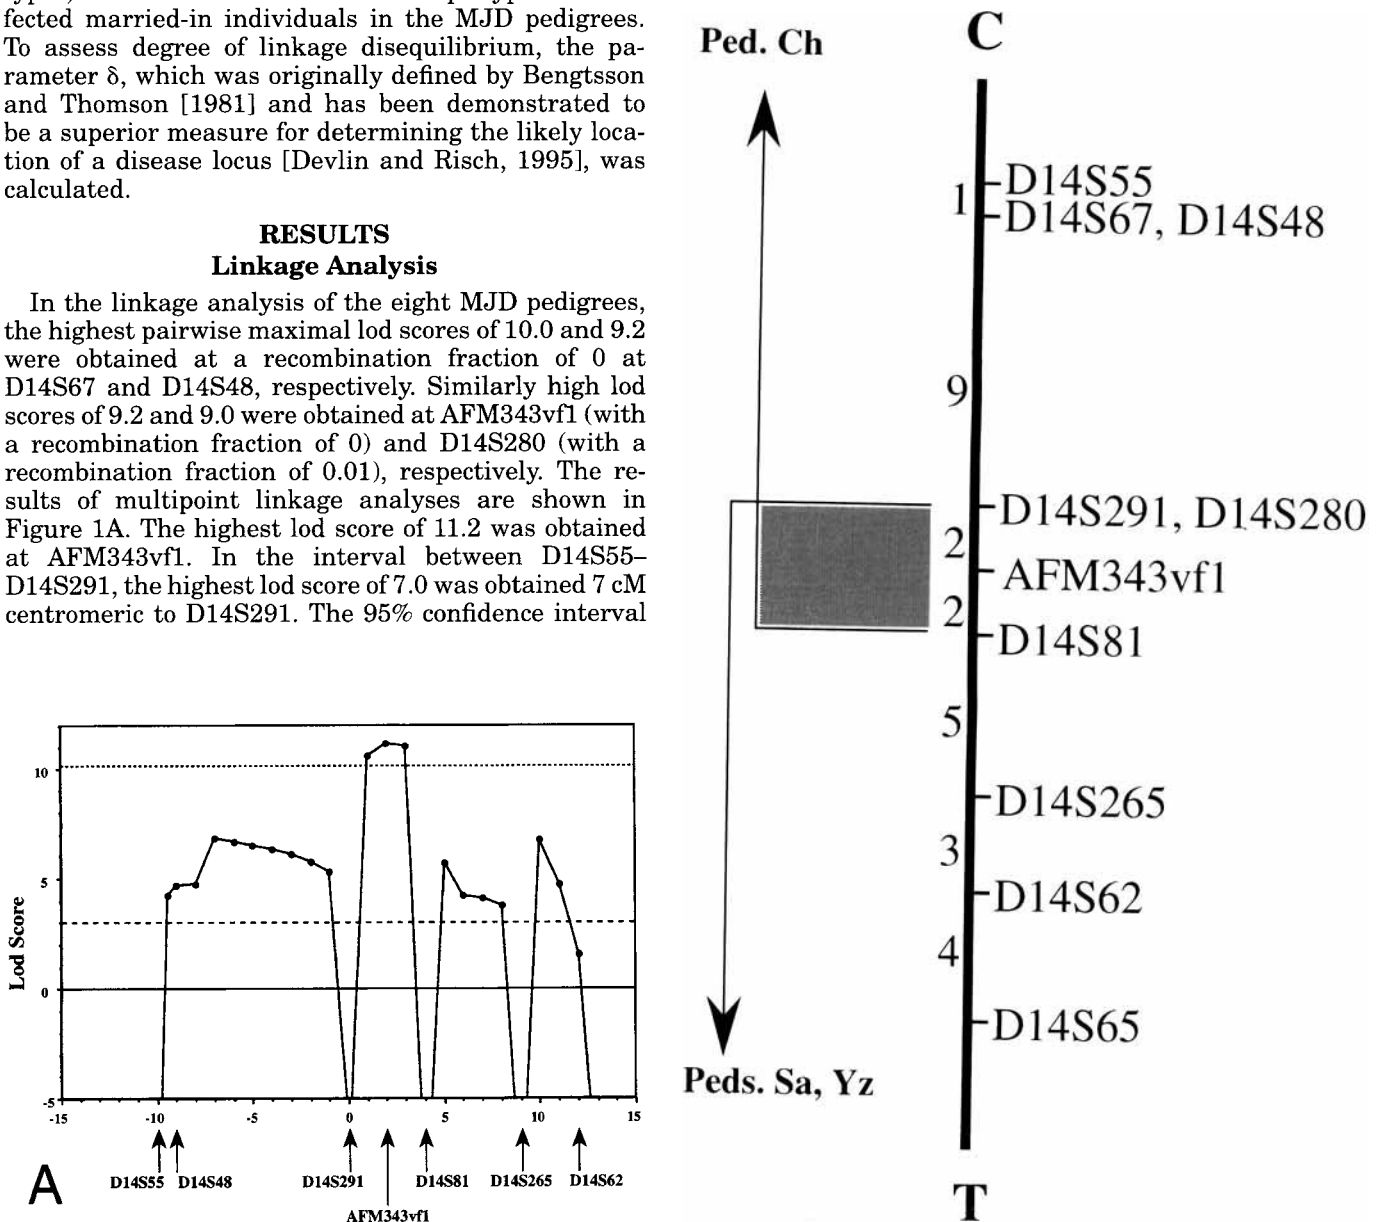 fected married-in individuals in the MJD pedigrees.
To assess degree of linkage disequilibrium, the pa-
rameter δ, which was originally defined by Bengtsson
and Thomson [1981] and has been demonstrated to
be a superior measure for determining the likely loca-
tion of a disease locus [Devlin and Risch, 1995], was
calculated.
RESULTS
Linkage Analysis
In the linkage analysis of the eight MJD pedigrees,
the highest pairwise maximal lod scores of 10.0 and 9.2
were obtained at a recombination fraction of 0 at
D14S67 and D14S48, respectively. Similarly high lod
scores of 9.2 and 9.0 were obtained at AFM343vf1 (with
a recombination fraction of 0) and D14S280 (with a
recombination fraction of 0.01), respectively. The re-
sults of multipoint linkage analyses are shown in
Figure 1A. The highest lod score of 11.2 was obtained
at AFM343vf1. In the interval between D14S55–
D14S291, the highest lod score of 7.0 was obtained 7 cM
centromeric to D14S291. The 95% confidence interval
Lod Score
10
5
0
-5
-15
-10
-5
0
5
10
15
D14S55
D14S48
D14S291
D14S81
D14S265
D14S62
AFM343vf1
A
Ped. Ch
C
D14S55
1
D14S67, D14S48
9
D14S291, D14S280
2
AFM343vf1
2
D14S81
5
D14S265
3
D14S62
4
D14S65
Peds. Sa, Yz
T